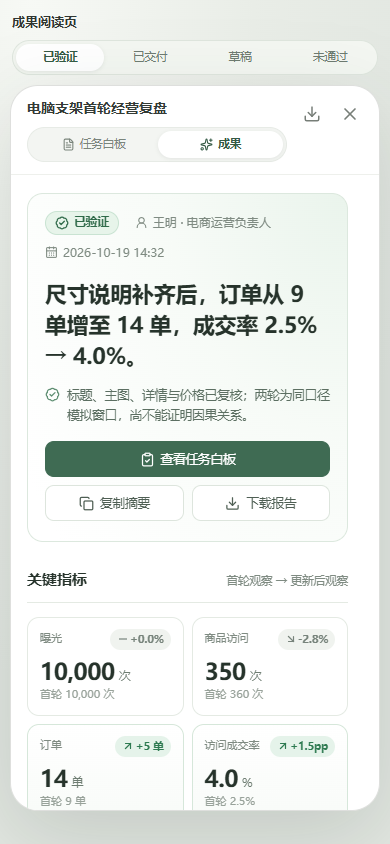 成果阅读页
已验证 已交付 草稿 未通过
电脑支架首轮经营复盘
任务白板 成果
已验证 王明 · 电商运营负责人
2026-10-19 14:32
尺寸说明补齐后，订单从 9
单增至 14 单，成交率 2.5%
→ 4.0%。
标题、主图、详情与价格已复核；两轮为同口径
模拟窗口，尚不能证明因果关系。
查看任务白板
复制摘要 下载报告
关键指标 首轮观察 → 更新后观察
曝光 — +0.0% 商品访问 ↘ -2.8%
10,000 次 350 次
首轮 10,000 次 首轮 360 次
订单 ↗ +5 单 访问成交率 ↗ +1.5pp
14 单 4.0 %
首轮 9 单 首轮 2.5%